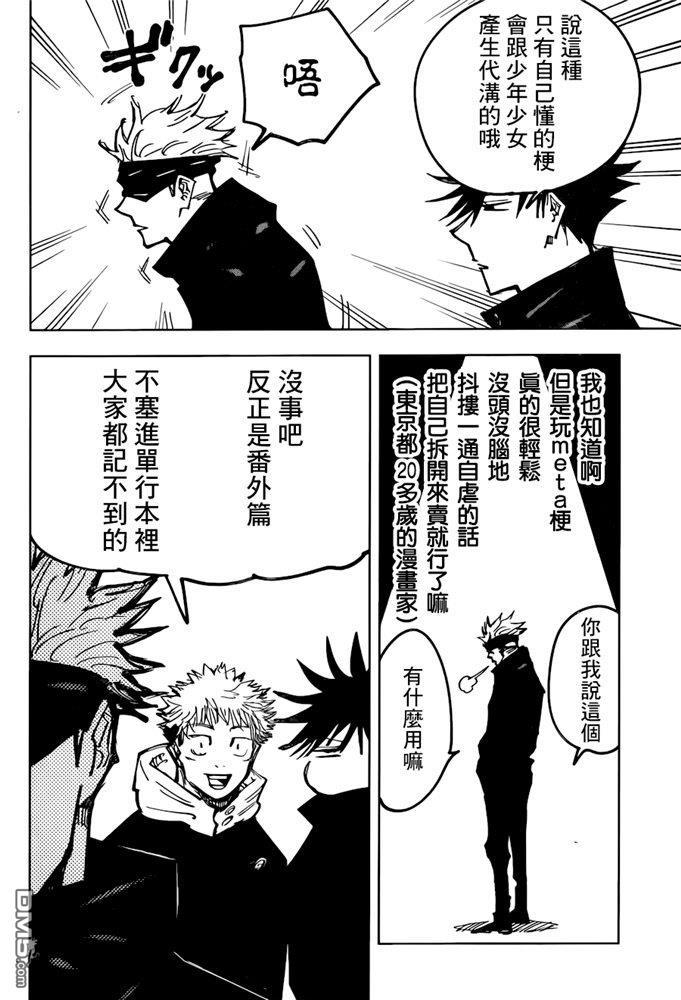 說這種
只有自己懂的梗
會跟少年少女
產生代溝的哦
唔
ギクッ
我也知道啊
但是玩meta梗
真的很輕鬆
沒頭沒腦地
抖摟一通自虐的話
把自己拆開來賣就行了嘛
（東京都20多歲的漫畫家）
你跟我說這個
有什麼用嘛
沒事吧
反正是番外篇
不塞進單行本裡
大家都記不到的
DM5.com